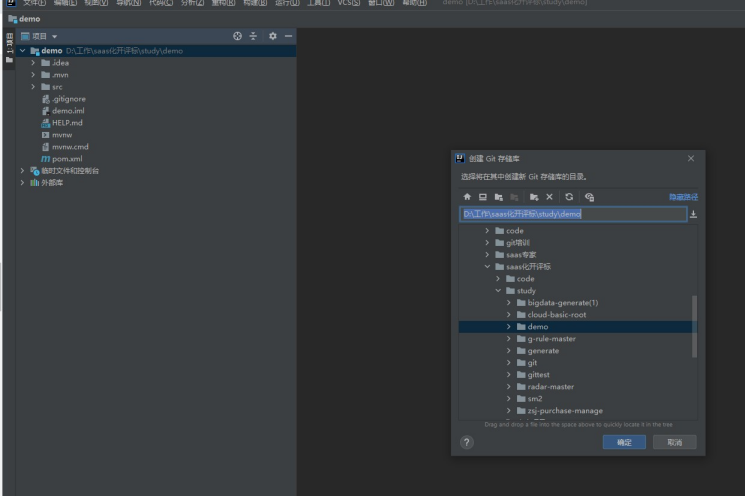 文件(F) 编辑(E) 视图(V) 导航(N) 代码(C) 分析(Z) 重构(R) 构建(B) 运行(U) 工具(T) VCS(S) 窗口(W) 帮助(H) demo [D:\工作\saas化开评标\study\demo]
demo
项目
demo D:\工作\saas化开评标\study\demo
.idea
.mvn
src
.gitignore
demo.iml
HELP.md
mvnw
mvnw.cmd
pom.xml
临时文件和控制台
外部库
创建 Git 存储库
选择将在其中创建新 Git 存储库的目录。
隐藏路径
D:\工作\saas化开评标\study\demo
code
git培训
saas专家
saas化开评标
code
study
bigdata-generate(1)
cloud-basic-root
demo
g-rule-master
generate
git
gittest
radar-master
sm2
zsj-purchase-manage
Drag and drop a file into the space above to quickly locate it in the tree
?
确定
取消